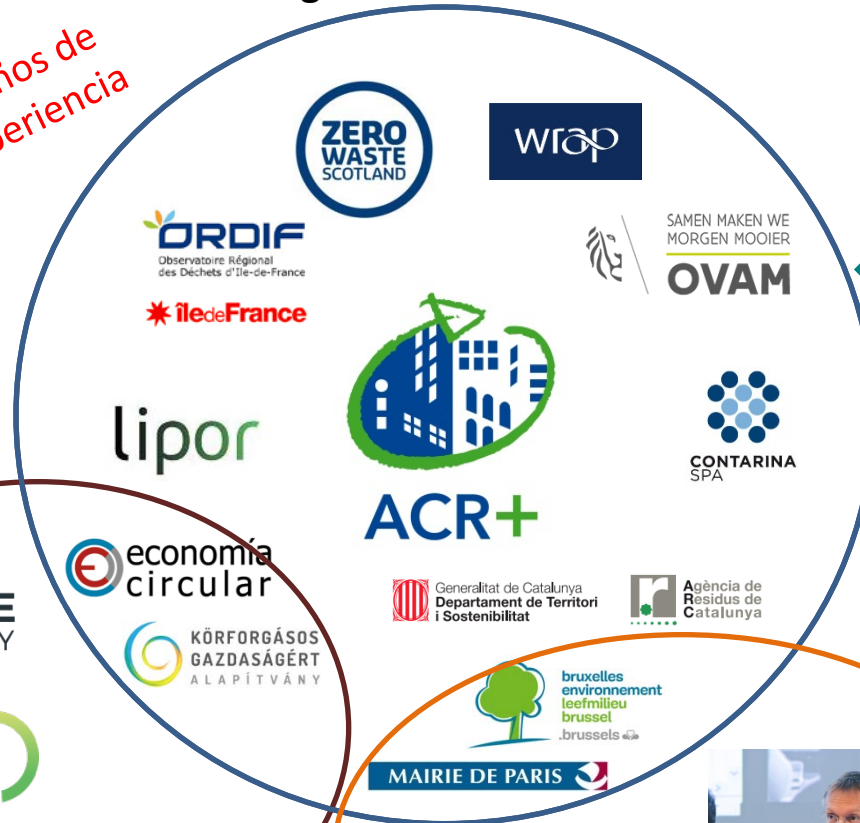 ños de
periencia
ZERO
WASTE
SCOTLAND
wrap
ORDIF
Observatoire Régional
des Déchets d'Ile-de-France
îledeFrance
SAMEN MAKEN WE
MORGEN MOOIER
OVAM
lipor
CONTARINA
SPA
ACR+
economía
circular
Generalitat de Catalunya
Departament de Territori
i Sostenibilitat
Agència de
Residus de
Catalunya
E
Y
KÖRFORGÁSOS
GAZDASÁGÉRT
ALAPÍTVÁNY
bruxelles
environnement
leefmilieu
brussel
.brussels
MAIRIE DE PARIS